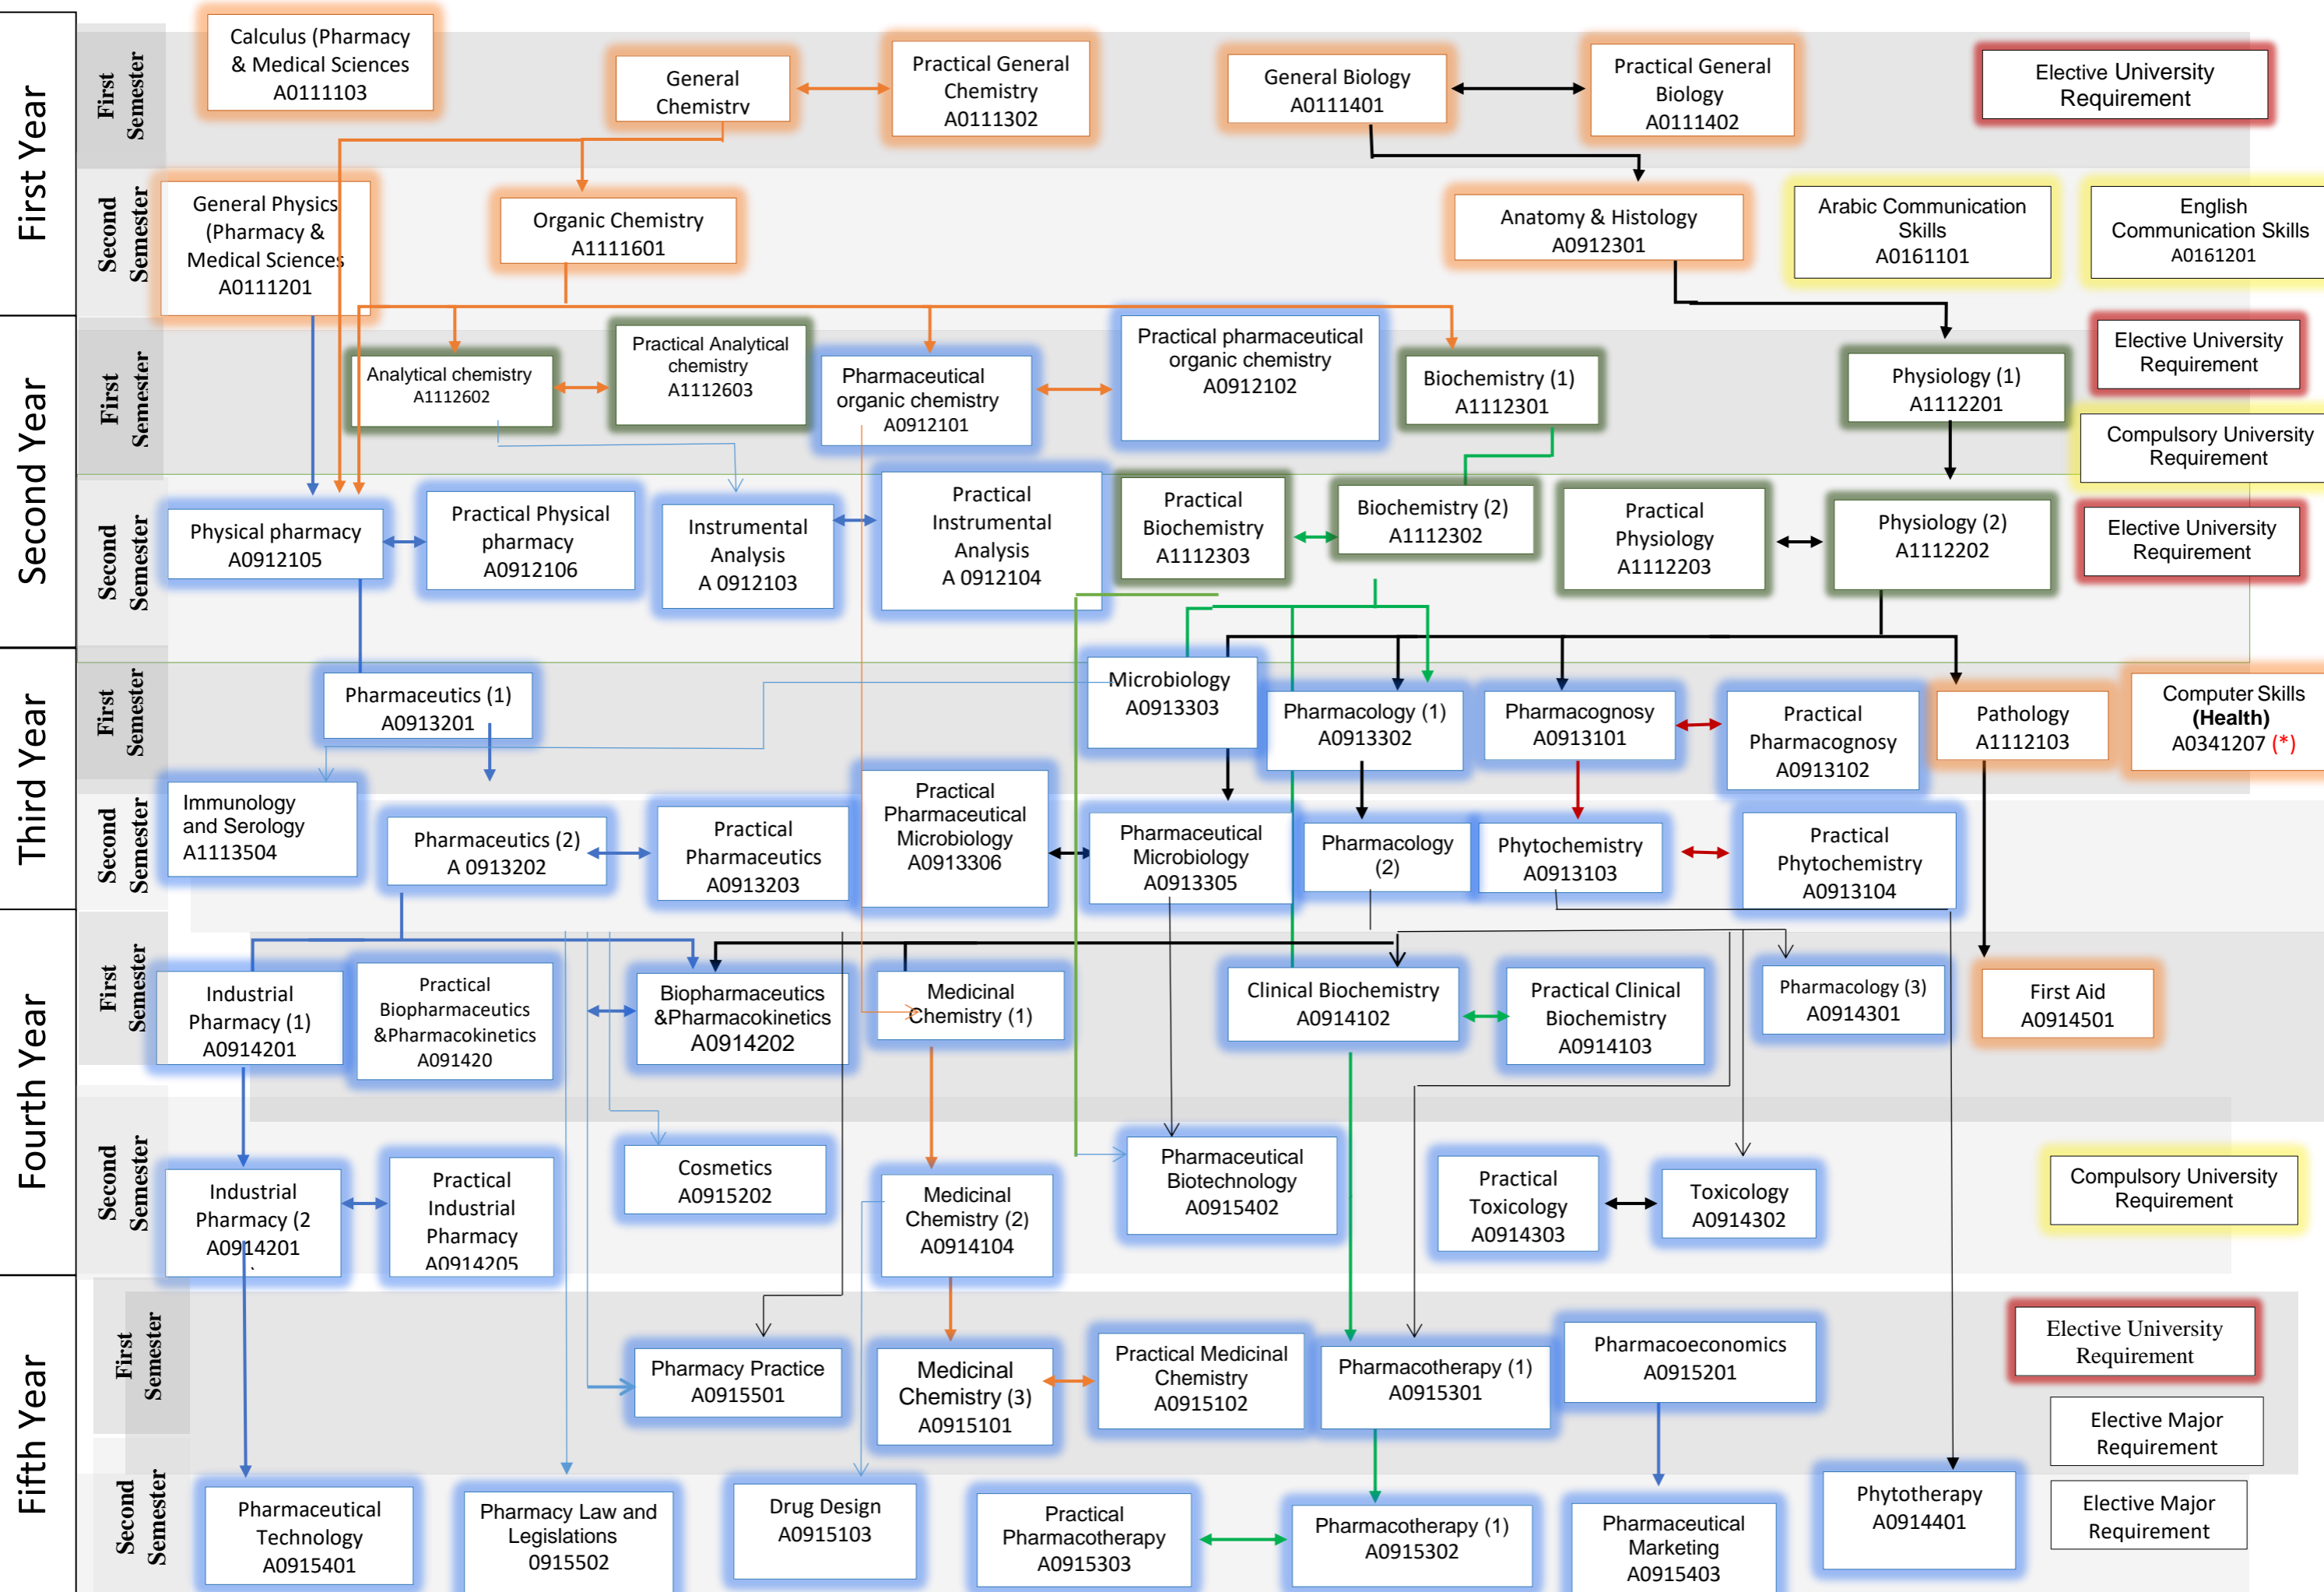 First Year
First
Semester
Calculus (Pharmacy
& Medical Sciences
A0111103
General
Chemistry
Practical General
Chemistry
A0111302
General Biology
A0111401
Practical General
Biology
A0111402
Elective University
Requirement
Second
Semester
General Physics
(Pharmacy &
Medical Sciences
A0111201
Organic Chemistry
A1111601
Anatomy & Histology
A0912301
Arabic Communication
Skills
A0161101
English
Communication Skills
A0161201
Second Year
First
Semester
Analytical chemistry
A1112602
Practical Analytical
chemistry
A1112603
Pharmaceutical
organic chemistry
A0912101
Practical pharmaceutical
organic chemistry
A0912102
Biochemistry (1)
A1112301
Physiology (1)
A1112201
Elective University
Requirement
Compulsory University
Requirement
Second
Semester
Physical pharmacy
A0912105
Practical Physical
pharmacy
A0912106
Instrumental
Analysis
A 0912103
Practical
Instrumental
Analysis
A 0912104
Practical
Biochemistry
A1112303
Biochemistry (2)
A1112302
Practical
Physiology
A1112203
Physiology (2)
A1112202
Elective University
Requirement
Third Year
First
Semester
Pharmaceutics (1)
A0913201
Microbiology
A0913303
Pharmacology (1)
A0913302
Pharmacognosy
A0913101
Practical
Pharmacognosy
A0913102
Pathology
A1112103
Computer Skills
(Health)
A0341207 (*)
Second
Semester
Immunology
and Serology
A1113504
Pharmaceutics (2)
A 0913202
Practical
Pharmaceutics
A0913203
Practical
Pharmaceutical
Microbiology
A0913306
Pharmaceutical
Microbiology
A0913305
Pharmacology
(2)
Phytochemistry
A0913103
Practical
Phytochemistry
A0913104
Fourth Year
First
Semester
Industrial
Pharmacy (1)
A0914201
Practical
Biopharmaceutics
&Pharmacokinetics
A091420
Biopharmaceutics
&Pharmacokinetics
A0914202
Medicinal
Chemistry (1)
Clinical Biochemistry
A0914102
Practical Clinical
Biochemistry
A0914103
Pharmacology (3)
A0914301
First Aid
A0914501
Second
Semester
Industrial
Pharmacy (2
A0914201
Practical
Industrial
Pharmacy
A0914205
Cosmetics
A0915202
Medicinal
Chemistry (2)
A0914104
Pharmaceutical
Biotechnology
A0915402
Practical
Toxicology
A0914303
Toxicology
A0914302
Compulsory University
Requirement
Fifth Year
First
Semester
Pharmacy Practice
A0915501
Medicinal
Chemistry (3)
A0915101
Practical Medicinal
Chemistry
A0915102
Pharmacotherapy (1)
A0915301
Pharmacoeconomics
A0915201
Elective University
Requirement
Elective Major
Requirement
Second
Semester
Pharmaceutical
Technology
A0915401
Pharmacy Law and
Legislations
0915502
Drug Design
A0915103
Practical
Pharmacotherapy
A0915303
Pharmacotherapy (1)
A0915302
Pharmaceutical
Marketing
A0915403
Phytotherapy
A0914401
Elective Major
Requirement